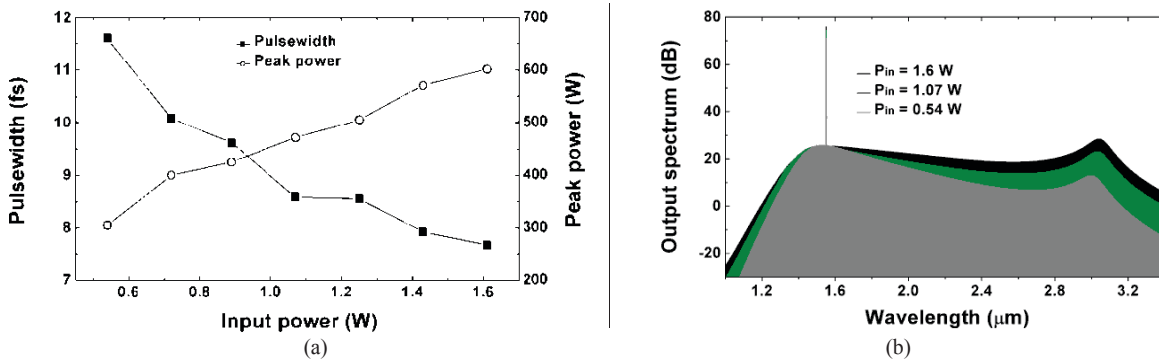 12
11
10
9
8
7
Pulsewidth (fs)
Pulsewidth
Peak power
700
600
500
400
300
200
Peak power (W)
0.6 0.8 1.0 1.2 1.4 1.6
Input power (W)
(a)
80
60
40
20
0
-20
Output spectrum (dB)
Pin = 1.6 W
Pin = 1.07 W
Pin = 0.54 W
1.2 1.6 2.0 2.4 2.8 3.2
Wavelength (μm)
(b)